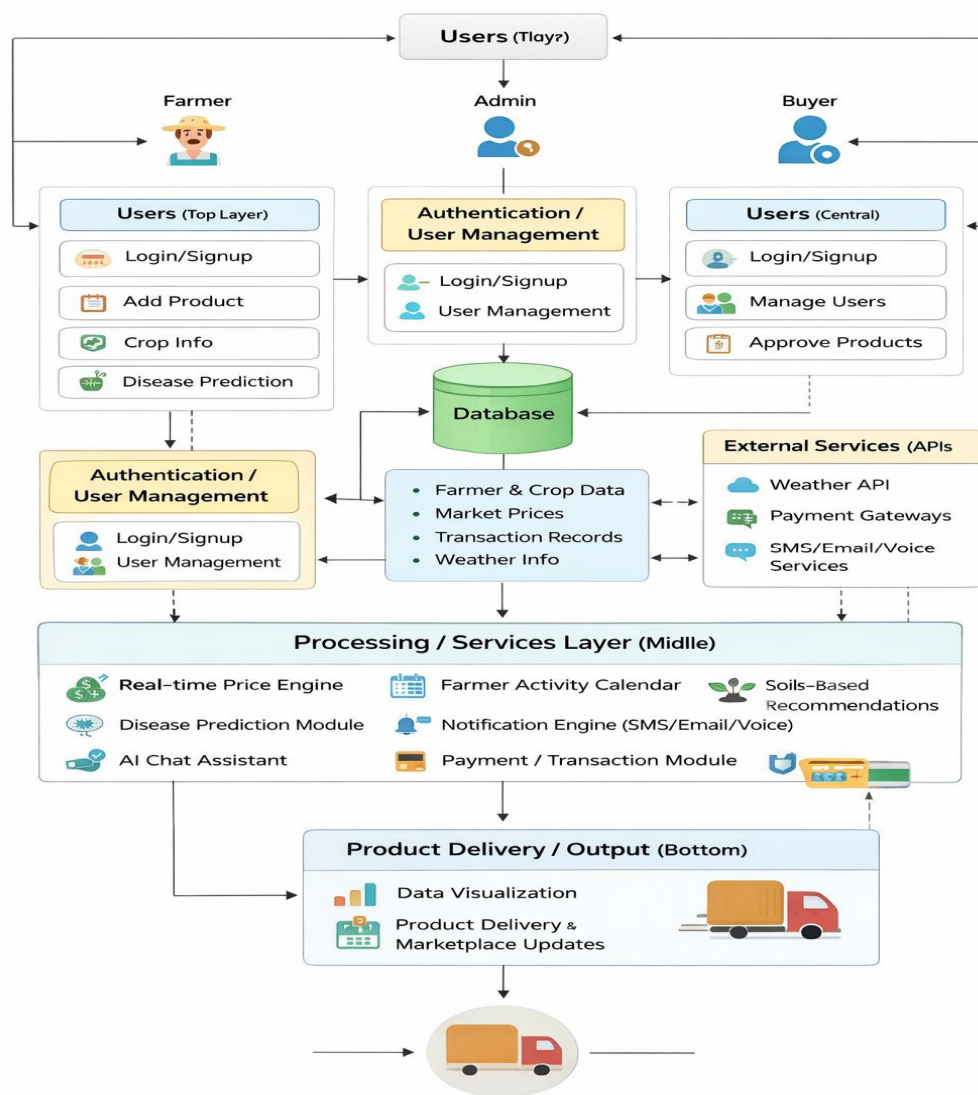 Users (Tlay?)
Farmer
Admin
Buyer
Users (Top Layer)
Login/Signup
Add Product
Crop Info
Disease Prediction
Authentication /
User Management
Login/Signup
User Management
Users (Central)
Login/Signup
Manage Users
Approve Products
Database
Authentication /
User Management
Login/Signup
User Management
• Farmer & Crop Data
• Market Prices
• Transaction Records
• Weather Info
External Services (APIs
Weather API
Payment Gateways
SMS/Email/Voice
Services
Processing / Services Layer (Midlle)
Real-time Price Engine
Farmer Activity Calendar
Soils-Based
Recommendations
Disease Prediction Module
Notification Engine (SMS/Email/Voice)
AI Chat Assistant
Payment / Transaction Module
Product Delivery / Output (Bottom)
Data Visualization
Product Delivery &
Marketplace Updates